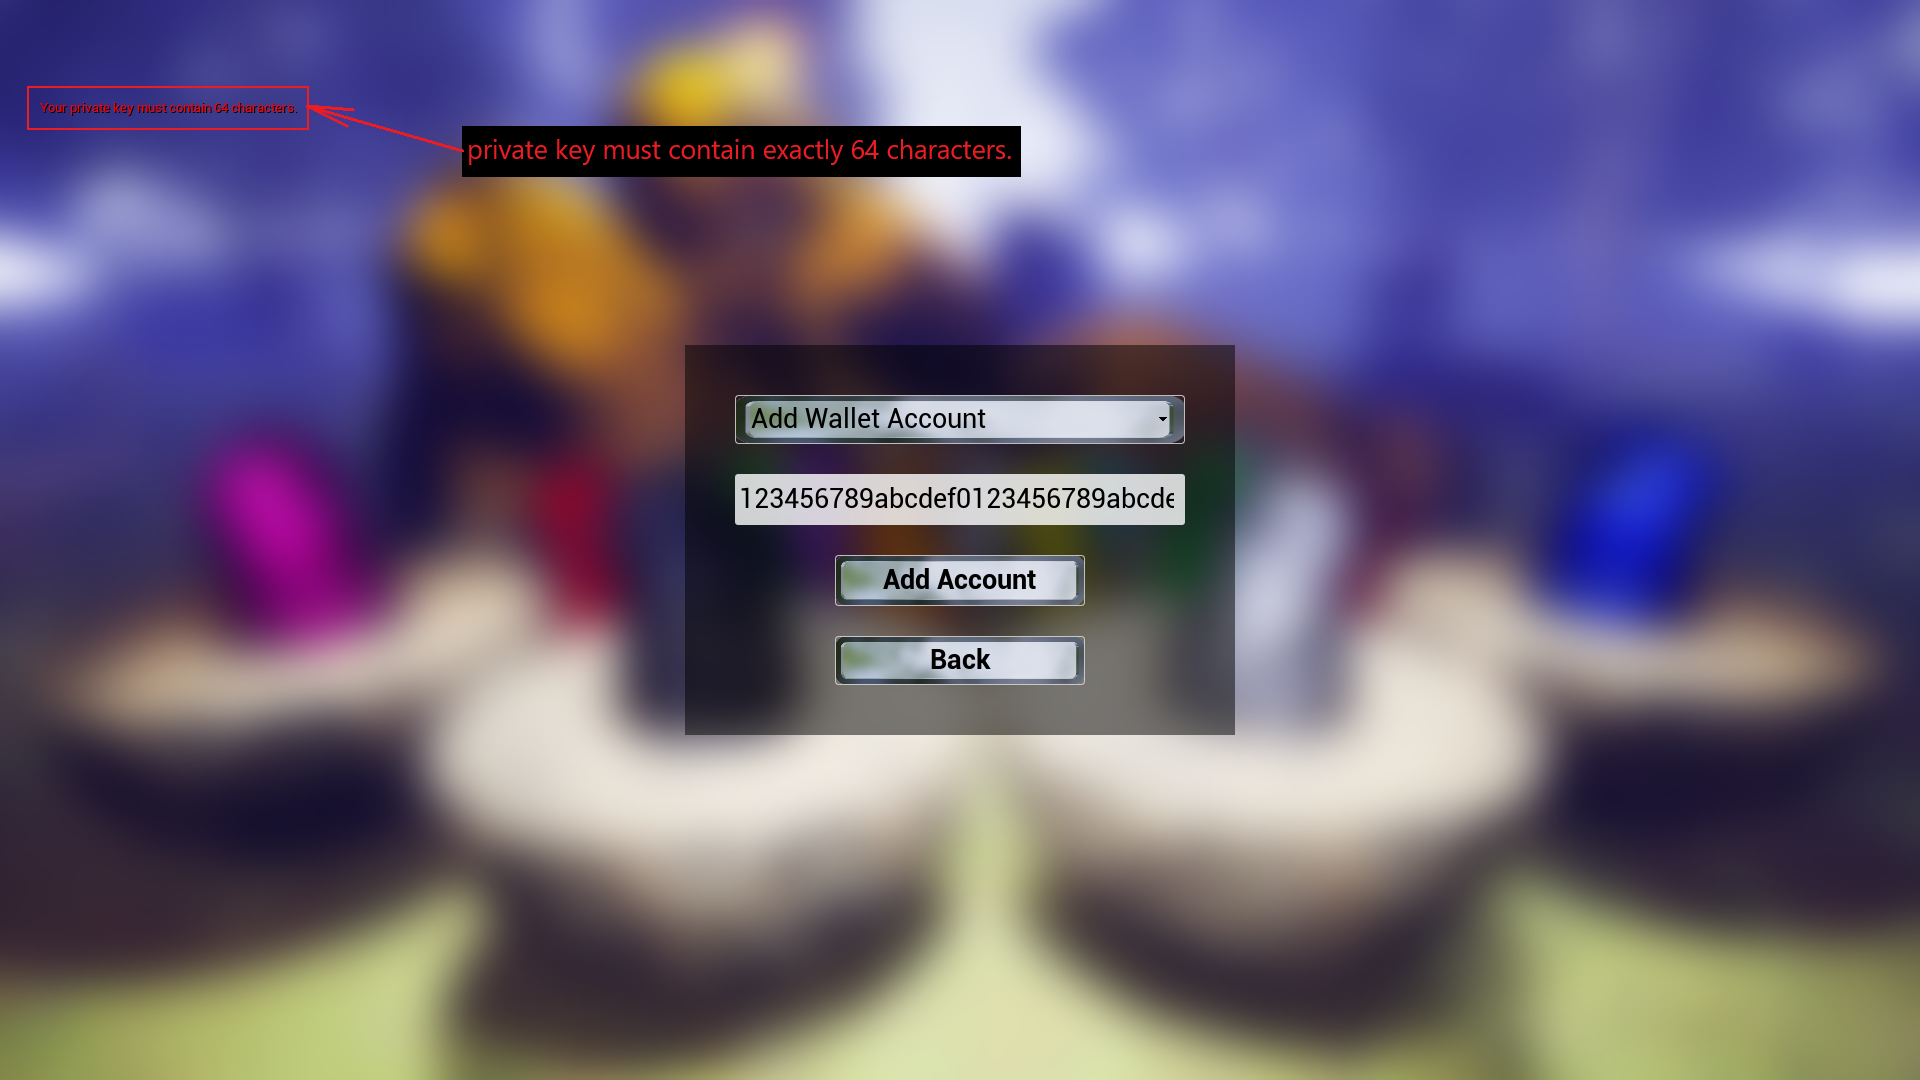 Your private key must contain 64 characters.
private key must contain exactly 64 characters.
Add Wallet Account
123456789abcdef0123456789abcde
Add Account
Back